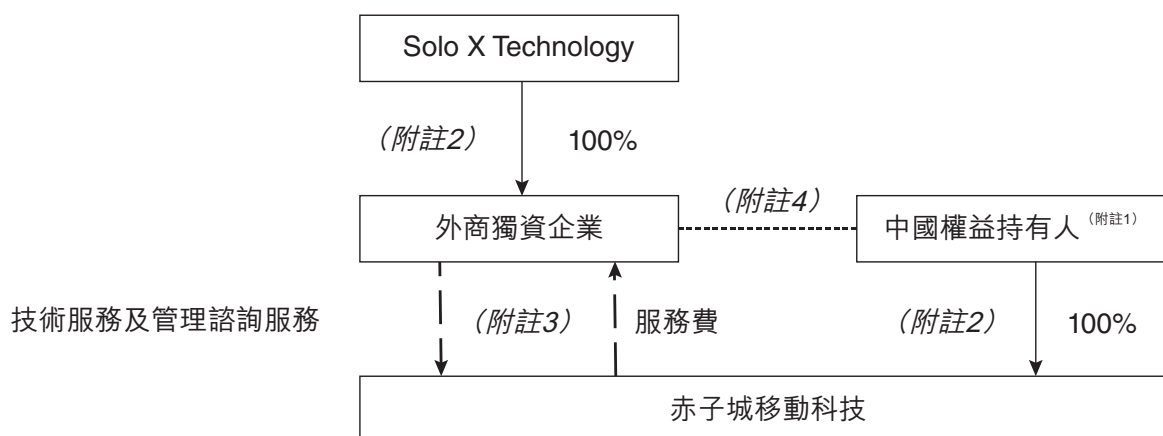 Solo X Technology
（附註2） 100%
外商獨資企業
（附註4）
中國權益持有人（附註1）
技術服務及管理諮詢服務
（附註3）
服務費
（附註2） 100%
赤子城移動科技